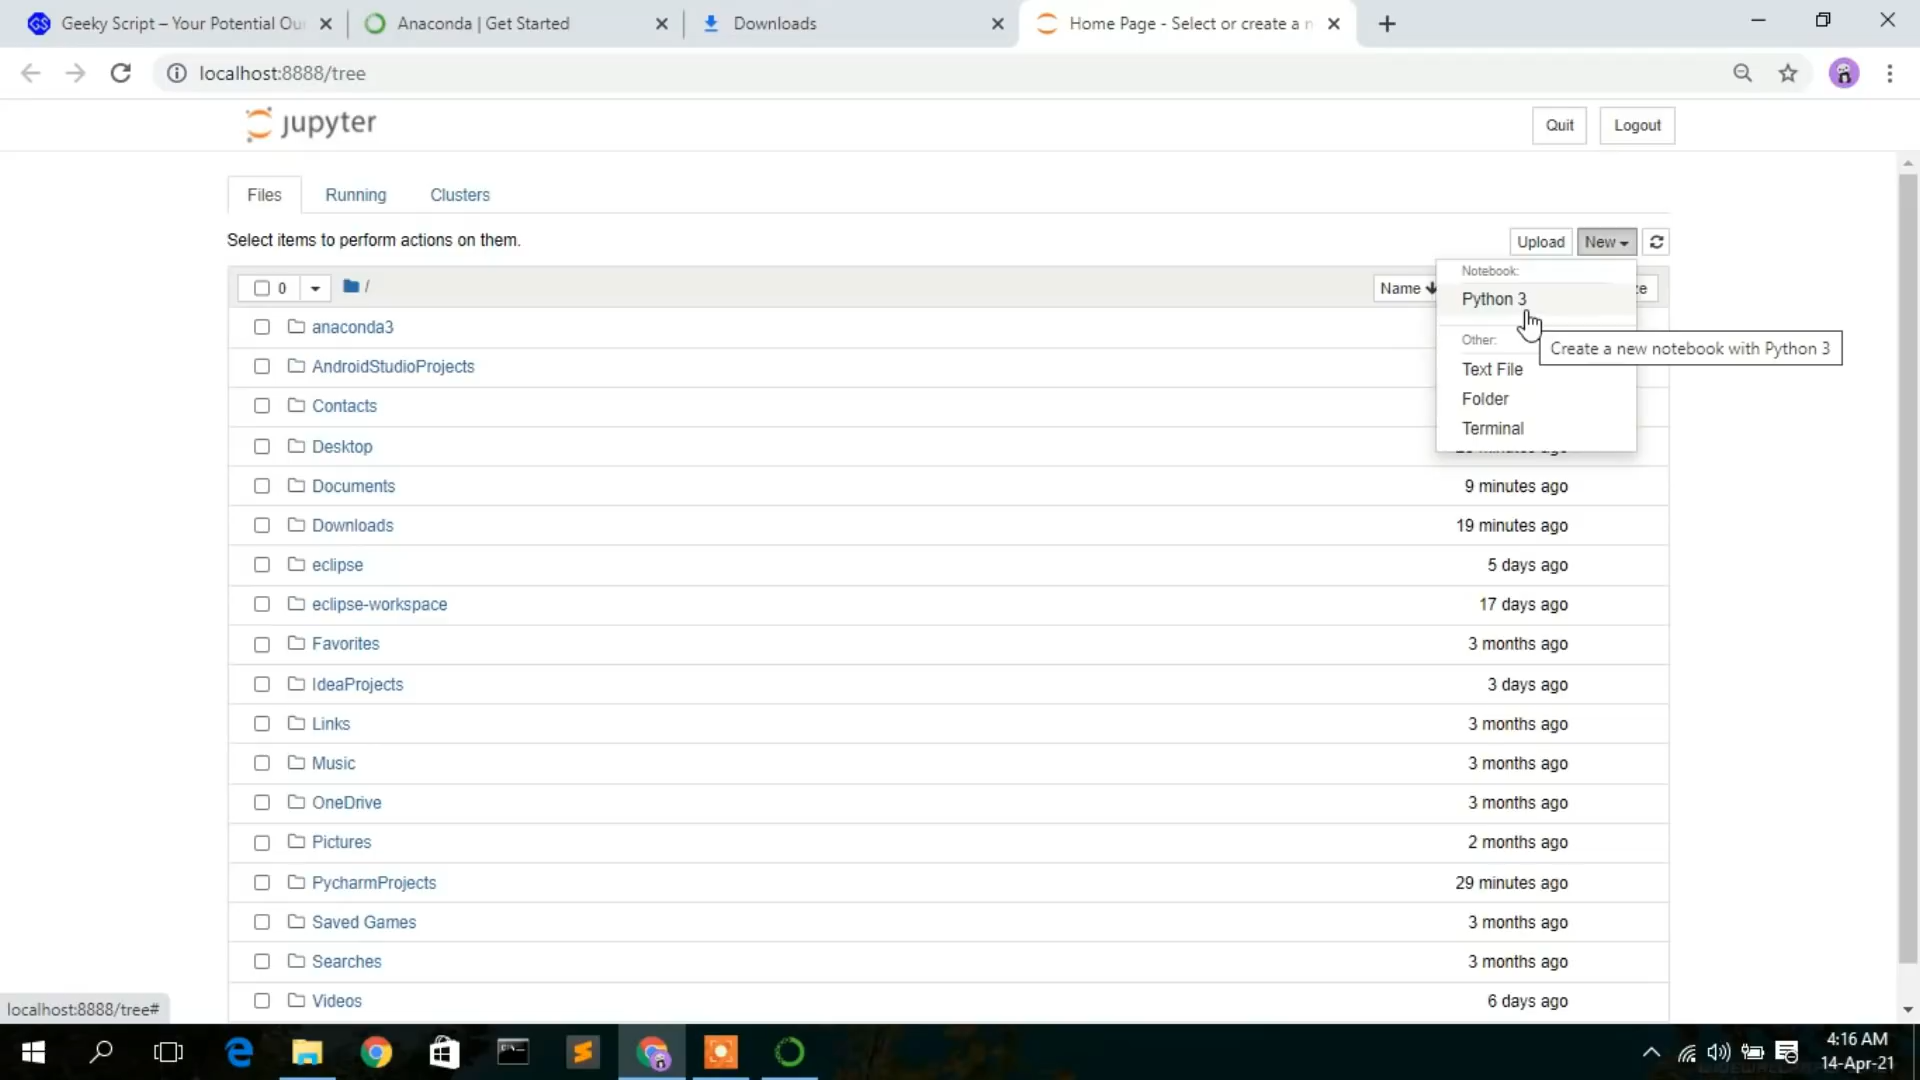 Geeky Script – Your Potential Ou
Anaconda | Get Started
Downloads
Home Page - Select or create a n
localhost:8888/tree
jupyter
Quit
Logout
Files
Running
Clusters
Select items to perform actions on them.
Upload
New
0
/
Name
Notebook:
Python 3
Create a new notebook with Python 3
Other:
Text File
Folder
Terminal
anaconda3
AndroidStudioProjects
Contacts
Desktop
Documents
9 minutes ago
Downloads
19 minutes ago
eclipse
5 days ago
eclipse-workspace
17 days ago
Favorites
3 months ago
IdeaProjects
3 days ago
Links
3 months ago
Music
3 months ago
OneDrive
3 months ago
Pictures
2 months ago
PycharmProjects
29 minutes ago
Saved Games
3 months ago
Searches
3 months ago
Videos
6 days ago
localhost:8888/tree#
4:16 AM
14-Apr-21